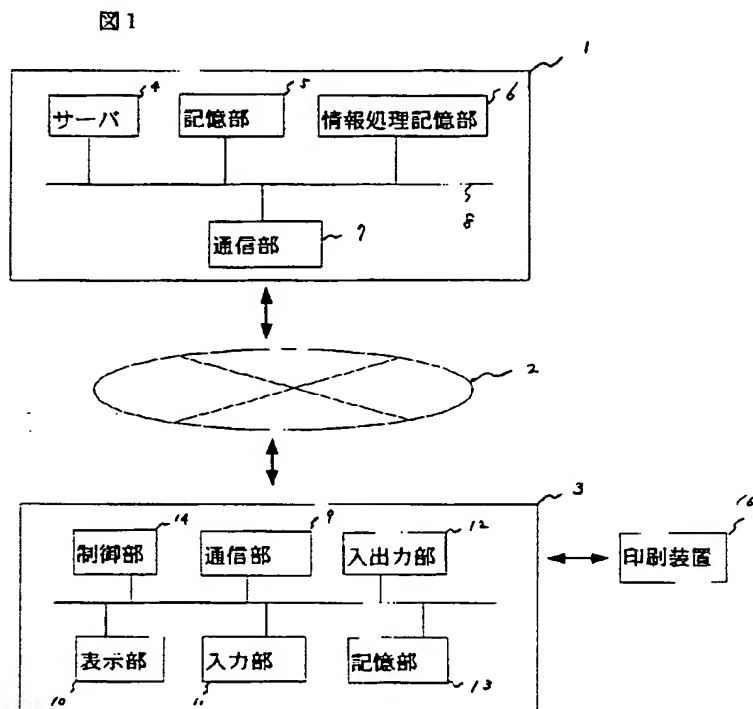 図1
1
4
5
6
サーバ
記憶部
情報処理記憶部
8
7
通信部
2
3
14
9
12
16
制御部
通信部
入出力部
印刷装置
表示部
入力部
記憶部
10
11
13